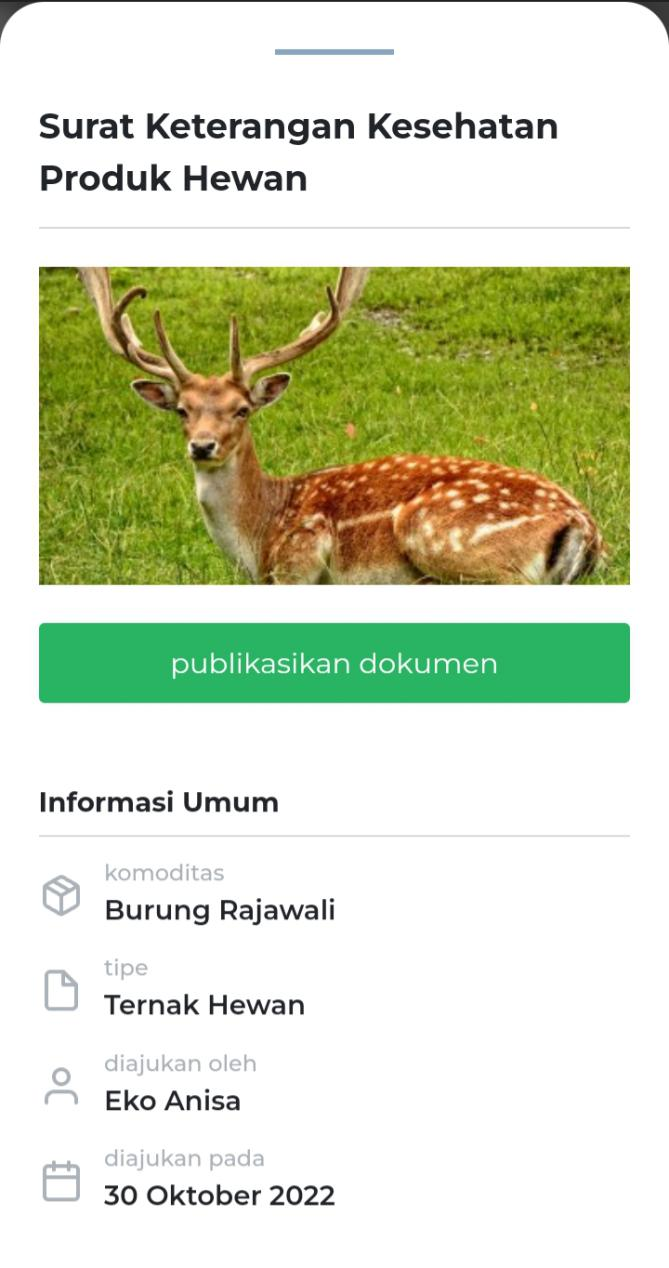 Surat Keterangan Kesehatan
Produk Hewan
publikasikan dokumen
Informasi Umum
komoditas
Burung Rajawali
tipe
Ternak Hewan
diajukan oleh
Eko Anisa
diajukan pada
30 Oktober 2022